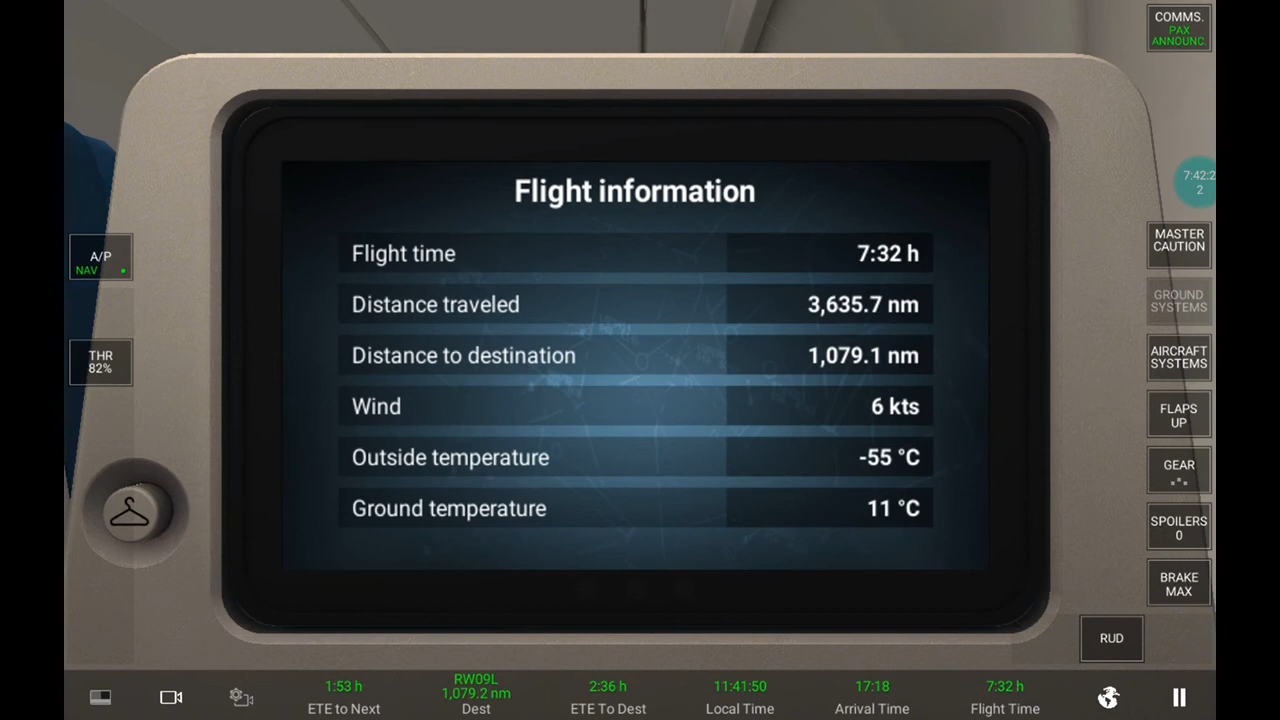 COMMS.
PAX
ANNOUNC.
Flight information
Flight time 7:32 h
Distance traveled 3,635.7 nm
Distance to destination 1,079.1 nm
Wind 6 kts
Outside temperature -55 °C
Ground temperature 11 °C
A/P
NAV
THR
82%
7:42:2
2
MASTER
CAUTION
GROUND
SYSTEMS
AIRCRAFT
SYSTEMS
FLAPS
UP
GEAR
SPOILERS
0
BRAKE
MAX
RUD
1:53 h
ETE to Next
RW09L
1,079.2 nm
Dest
2:36 h
ETE To Dest
11:41:50
Local Time
17:18
Arrival Time
7:32 h
Flight Time